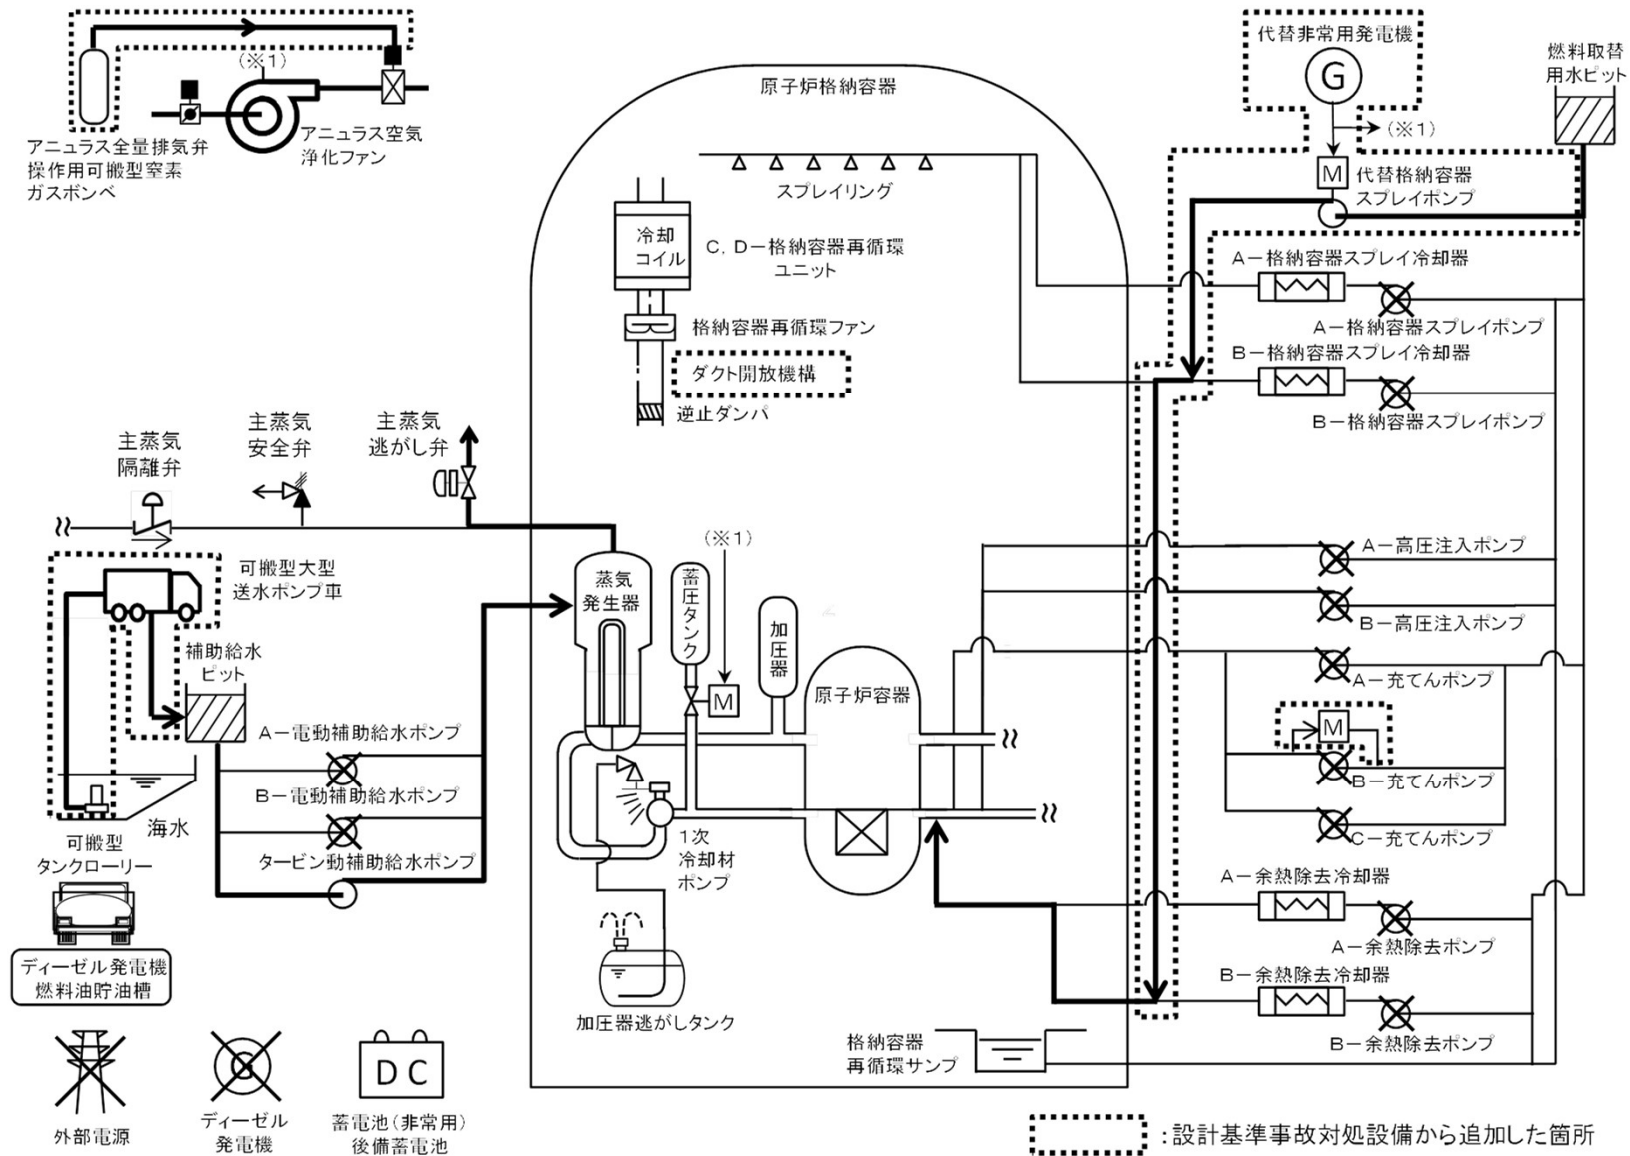 (※1)
アニュラス全量排気弁
操作用可搬型窒素
ガスボンベ
アニュラス空気
浄化ファン
原子炉格納容器
スプレイリング
冷却
コイル
C，D－格納容器再循環
ユニット
格納容器再循環ファン
ダクト開放機構
逆止ダンパ
代替非常用発電機
G
(※1)
M
代替格納容器
スプレイポンプ
燃料取替
用水ピット
A－格納容器スプレイ冷却器
A－格納容器スプレイポンプ
B－格納容器スプレイ冷却器
B－格納容器スプレイポンプ
主蒸気
隔離弁
主蒸気
安全弁
主蒸気
逃がし弁
可搬型大型
送水ポンプ車
補助給水
ピット
A－電動補助給水ポンプ
B－電動補助給水ポンプ
タービン動補助給水ポンプ
海水
可搬型
タンクローリー
ディーゼル発電機
燃料油貯油槽
蒸気
発生器
(※1)
蓄圧タンク
M
加圧器
原子炉容器
1次
冷却材
ポンプ
加圧器逃がしタンク
格納容器
再循環サンプ
A－高圧注入ポンプ
B－高圧注入ポンプ
A－充てんポンプ
M
B－充てんポンプ
C－充てんポンプ
A－余熱除去冷却器
A－余熱除去ポンプ
B－余熱除去冷却器
B－余熱除去ポンプ
外部電源
G
ディーゼル
発電機
DC
蓄電池（非常用）
後備蓄電池
：設計基準事故対処設備から追加した箇所